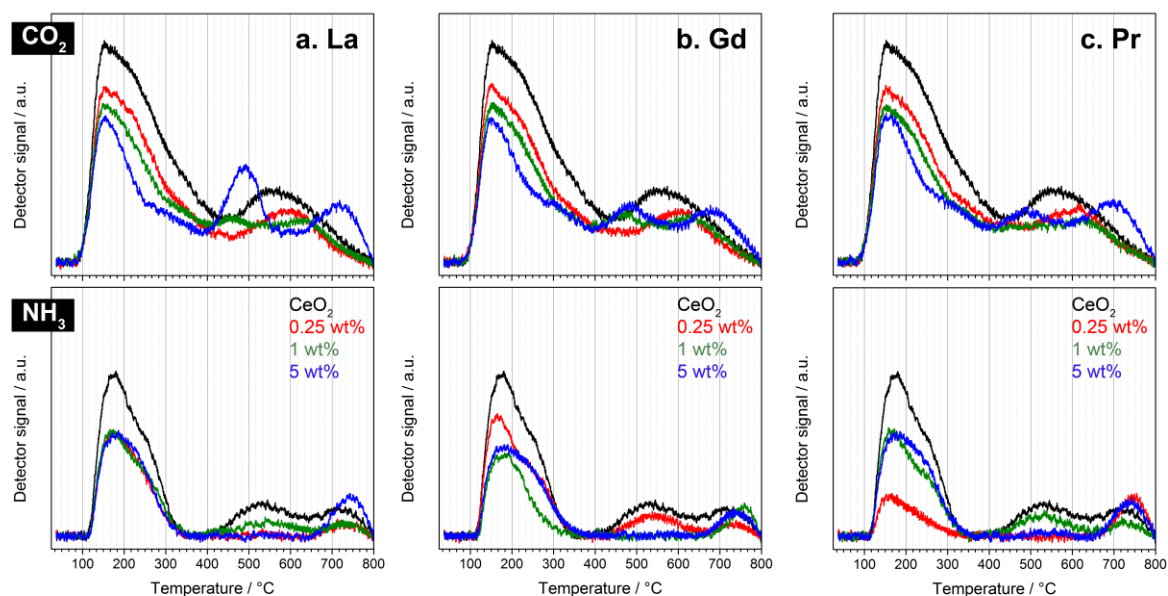 CO2
a. La
b. Gd
c. Pr
Detector signal / a.u.
Detector signal / a.u.
Detector signal / a.u.
NH3
CeO2
0.25 wt%
1 wt%
5 wt%
CeO2
0.25 wt%
1 wt%
5 wt%
CeO2
0.25 wt%
1 wt%
5 wt%
Detector signal / a.u.
Detector signal / a.u.
Detector signal / a.u.
100 200 300 400 500 600 700 800
100 200 300 400 500 600 700 800
100 200 300 400 500 600 700 800
Temperature / °C
Temperature / °C
Temperature / °C